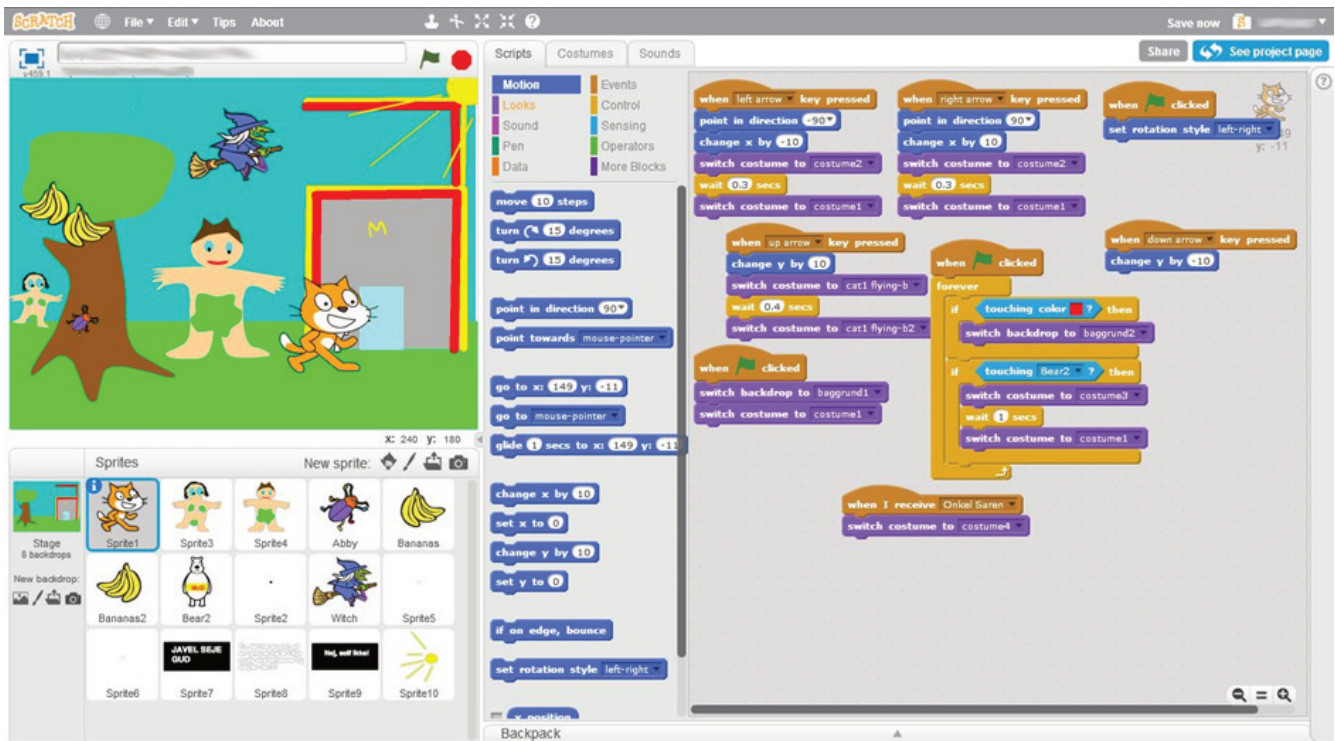 SCRATCH File Edit Tips About Save now
v459.1
Scripts Costumes Sounds Share See project page
Motion Events
Looks Control
Sound Sensing
Pen Operators
Data More Blocks
move 10 steps
turn 15 degrees
turn 15 degrees
point in direction 90
point towards mouse-pointer
go to x: 149 y: -11
go to mouse-pointer
glide 1 secs to x: 149 y: -11
change x by 10
set x to 0
change y by 10
set y to 0
if on edge, bounce
set rotation style left-right
x position
when left arrow key pressed
point in direction -90
change x by -10
switch costume to costume2
wait 0.3 secs
switch costume to costume1
when right arrow key pressed
point in direction 90
change x by 10
switch costume to costume2
wait 0.3 secs
switch costume to costume1
when clicked
set rotation style left-right
y: -11
when up arrow key pressed
change y by 10
switch costume to cat1 flying-b
wait 0.4 secs
switch costume to cat1 flying-b2
when clicked
forever
if touching color ? then
switch backdrop to baggrund2
if touching Bear2 ? then
switch costume to costume3
wait 1 secs
switch costume to costume1
when down arrow key pressed
change y by -10
when clicked
switch backdrop to baggrund1
switch costume to costume1
when I receive Onkel Saren
switch costume to costume4
M
X: 240 y: 180
Sprites New sprite:
Stage
8 backdrops
New backdrop:
Sprite1 Sprite3 Sprite4 Abby Bananas
Bananas2 Bear2 Sprite2 Witch Sprite5
JAVEL SEJE
GUD
Nej, self
Sprite6 Sprite7 Sprite8 Sprite9 Sprite10
Backpack